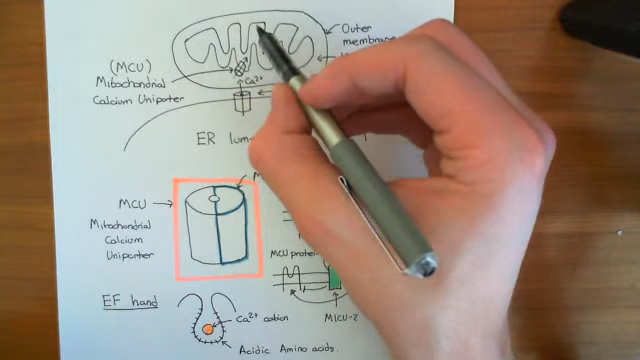 Outer
membrane
(MCU)
Mitochondrial
Calcium Uniporter
Ca2+
ER lum
MCU
Mitochondrial
Calcium
Uniporter
MCU protein
MICU-2
EF hand
Ca2+ cation
Acidic Amino acids.